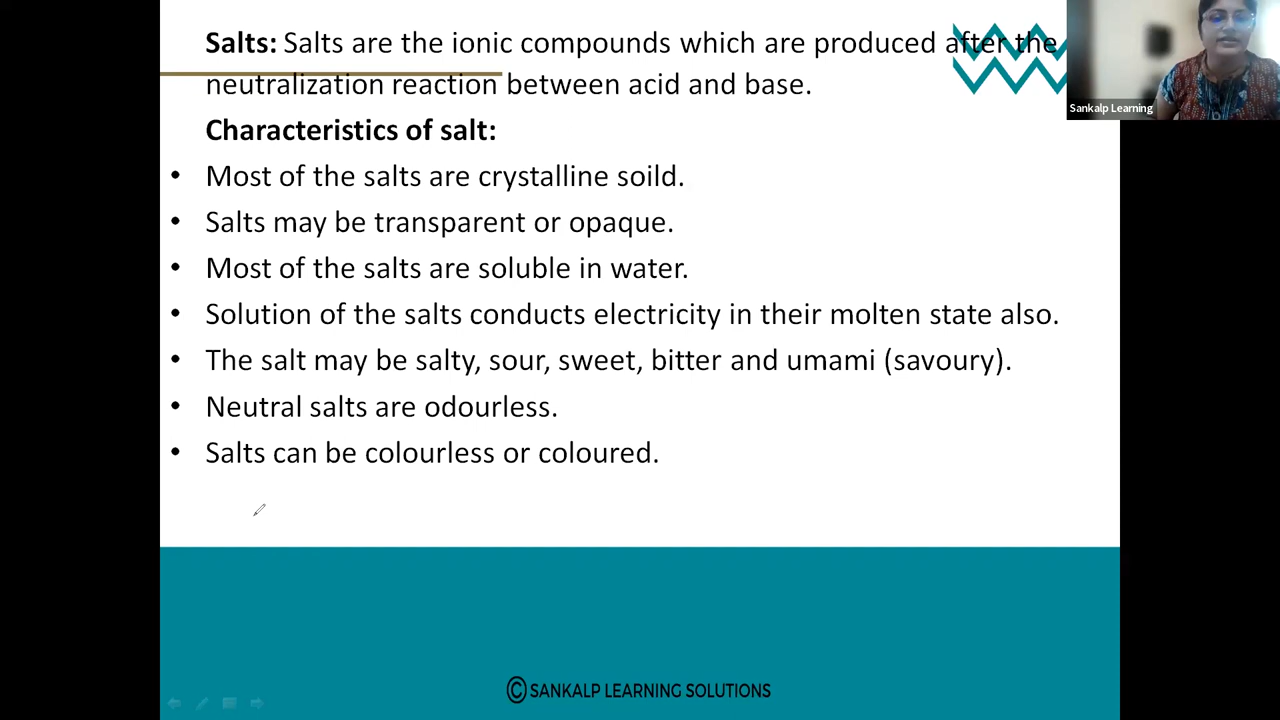 Salts: Salts are the ionic compounds which are produced after the
neutralization reaction between acid and base.
Sankalp Learning
Characteristics of salt:
• Most of the salts are crystalline soild.
• Salts may be transparent or opaque.
• Most of the salts are soluble in water.
• Solution of the salts conducts electricity in their molten state also.
• The salt may be salty, sour, sweet, bitter and umami (savoury).
• Neutral salts are odourless.
• Salts can be colourless or coloured.
© SANKALP LEARNING SOLUTIONS